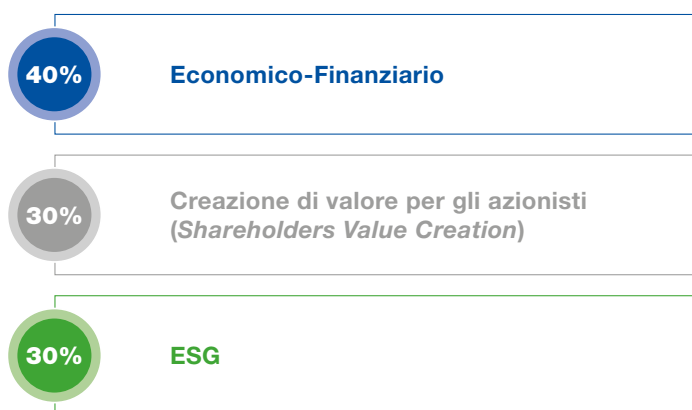 40%
Economico-Finanziario
30%
Creazione di valore per gli azionisti
(Shareholders Value Creation)
30%
ESG